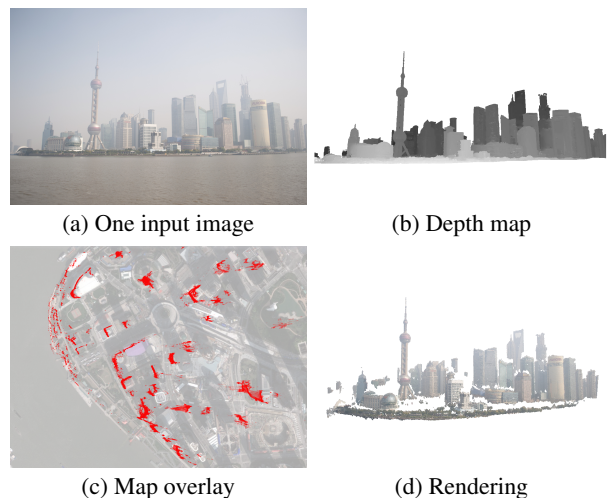 (a) One input image
(b) Depth map
(c) Map overlay
(d) Rendering